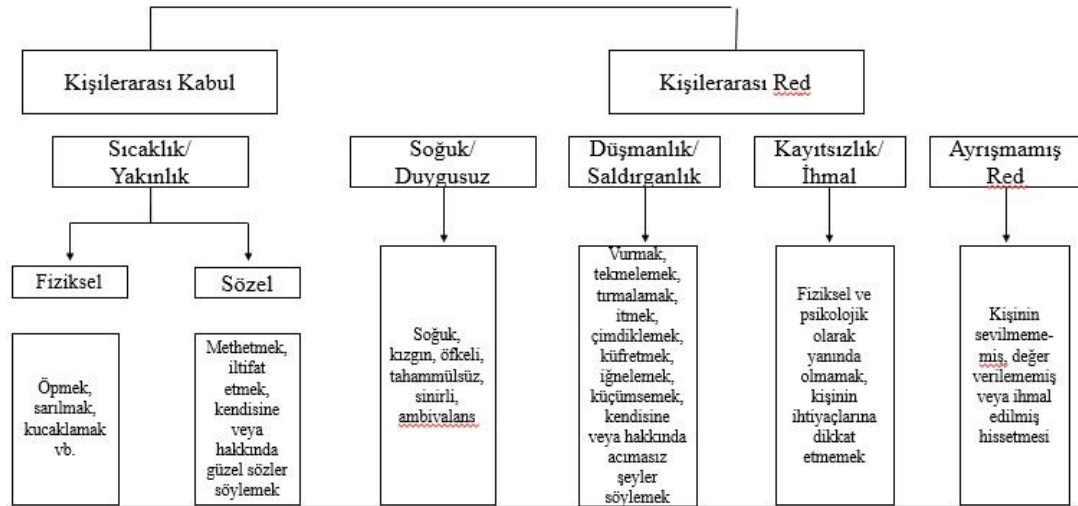 Kişilerarası Kabul
Kişilerarası Red
Sıcaklık/
Yakınlık
Soğuk/
Duygusuz
Düşmanlık/
Saldırganlık
Kayıtsızlık/
İhmal
Ayrışmamış
Red
Fiziksel
Sözel
Öpmek,
sarılmak,
kucaklamak
vb.
Methetmek,
iltifat
etmek,
kendisine
veya
hakkında
güzel sözler
söylemek
Soğuk,
kızgın, öfkeli,
tahammülsüz,
sinirli,
ambivalans
Vurmak,
tekmelemek,
tırmalamak,
itmek,
çimdiklemek,
küfretmek,
iğnelemek,
küçümsemek,
kendisine
veya hakkında
acımasız
şeyler
söylemek
Fiziksel ve
psikolojik
olarak
yanında
olmamak,
kişinin
ihtiyaçlarına
dikkat
etmemek
Kişinin
sevilmeme-
miş, değer
verilememiş
veya ihmal
edilmiş
hissetmesi